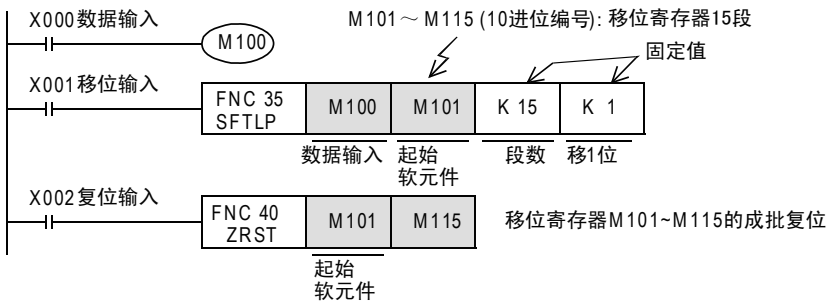 X000数据输入
M100
M101～M115 (10进位编号): 移位寄存器15段
固定值
X001移位输入
FNC 35
SFTLP
M100
M101
K 15
K 1
数据输入
起始
软元件
段数
移1位
X002复位输入
FNC 40
ZRST
M101
M115
移位寄存器M101~M115的成批复位
起始
软元件